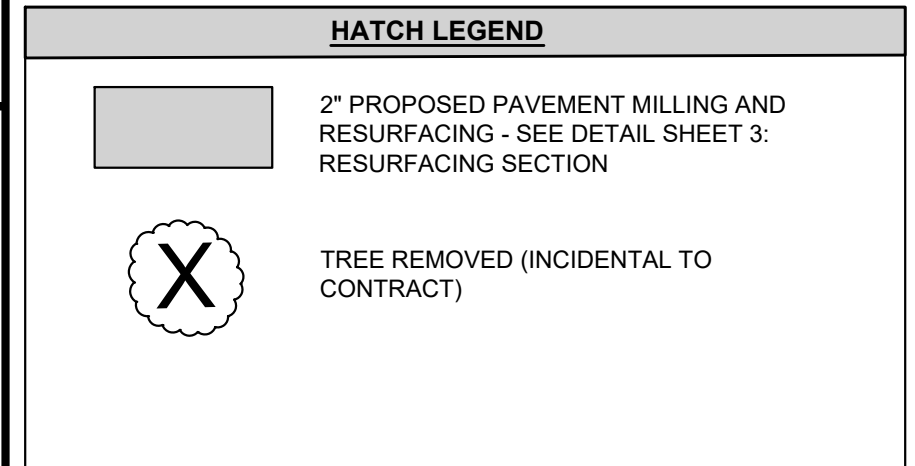 HATCH LEGEND
2" PROPOSED PAVEMENT MILLING AND
RESURFACING - SEE DETAIL SHEET 3:
RESURFACING SECTION
X
TREE REMOVED (INCIDENTAL TO
CONTRACT)